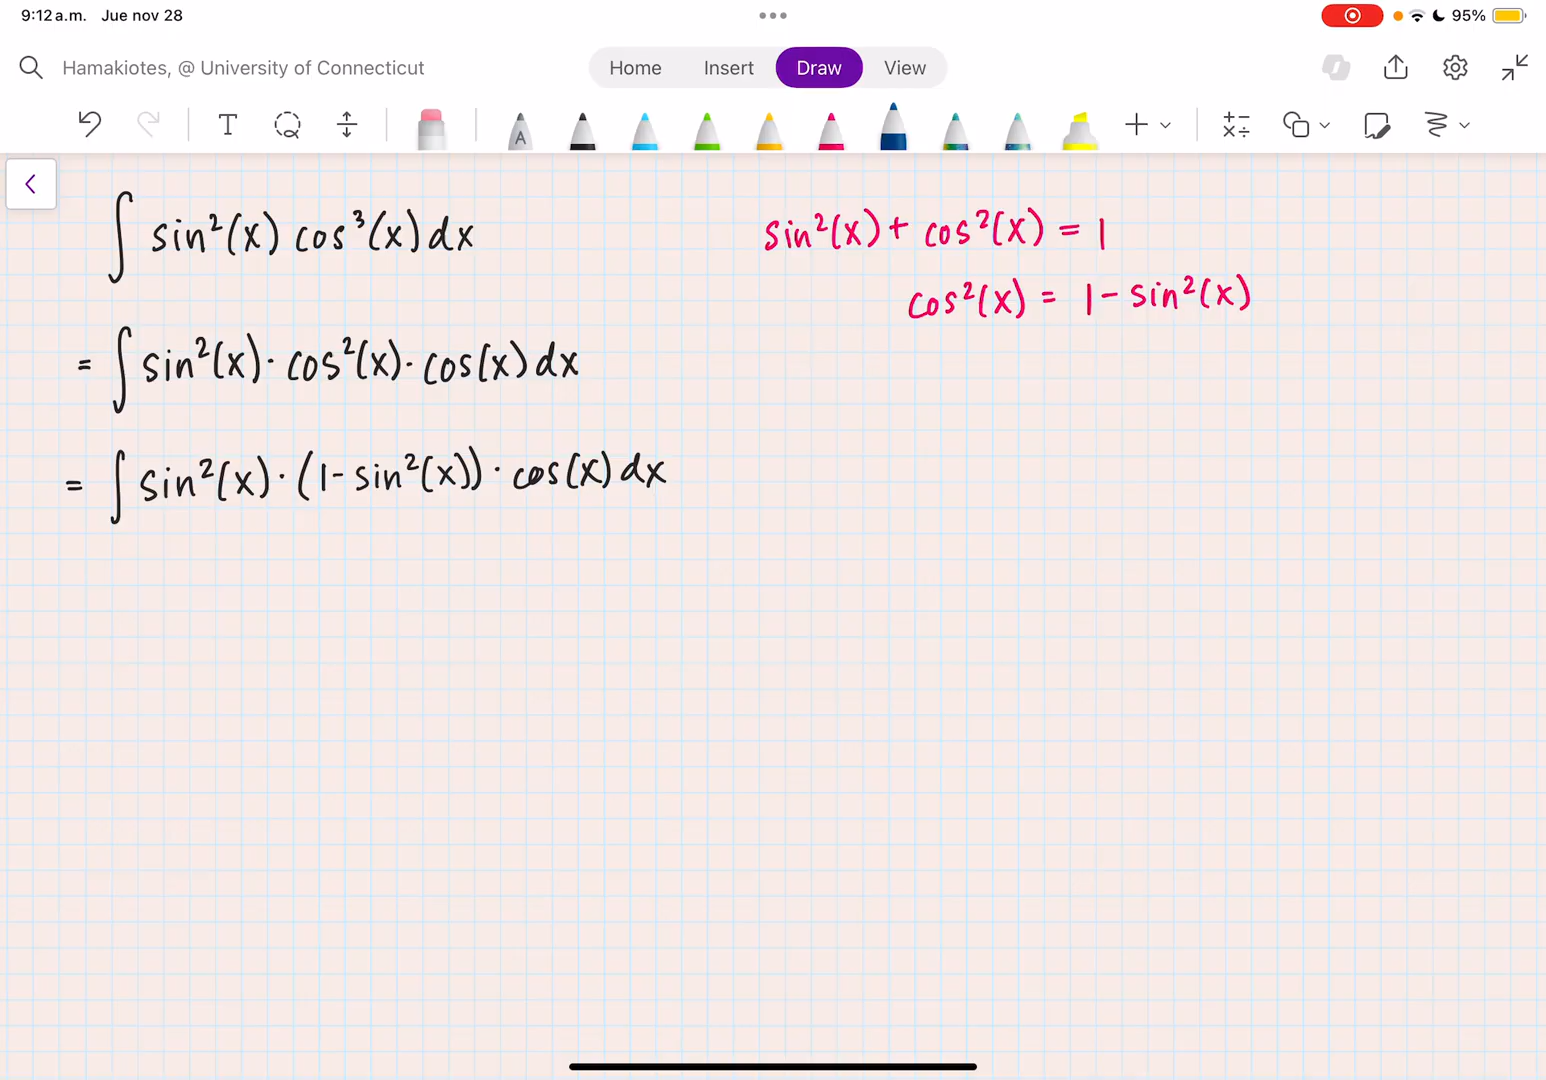 9:12 a.m. Jue nov 28
95%
Hamakiotes, @ University of Connecticut
Home Insert Draw View
T
A
∫ sin²(x) cos³(x) dx
sin²(x) + cos²(x) = 1
cos²(x) = 1 - sin²(x)
= ∫ sin²(x) · cos²(x) · cos(x) dx
= ∫ sin²(x) · (1 - sin²(x)) · cos(x) dx